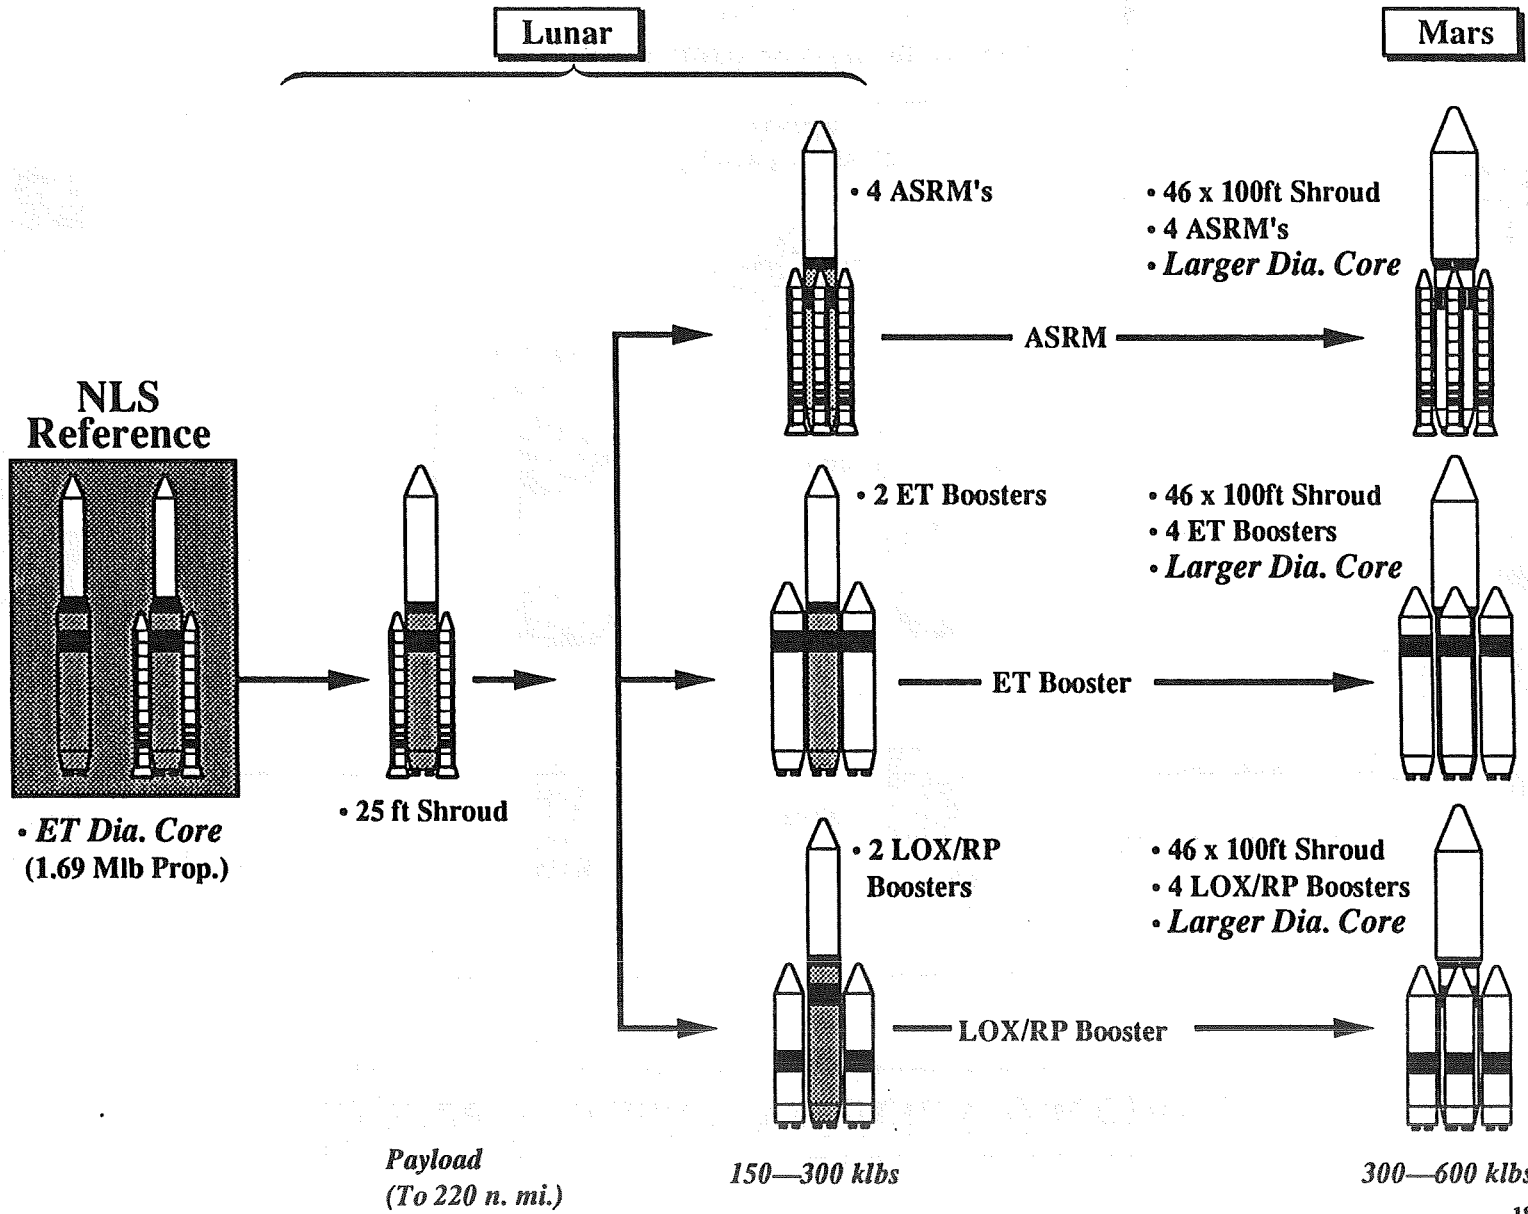 Lunar
Mars
• 4 ASRM's
• 46 x 100ft Shroud
• 4 ASRM's
• Larger Dia. Core
ASRM
NLS
Reference
• 2 ET Boosters
• 46 x 100ft Shroud
• 4 ET Boosters
• Larger Dia. Core
ET Booster
• ET Dia. Core
(1.69 Mlb Prop.)
• 25 ft Shroud
• 2 LOX/RP
Boosters
• 46 x 100ft Shroud
• 4 LOX/RP Boosters
• Larger Dia. Core
LOX/RP Booster
Payload
(To 220 n. mi.)
150—300 klbs
300—600 klbs